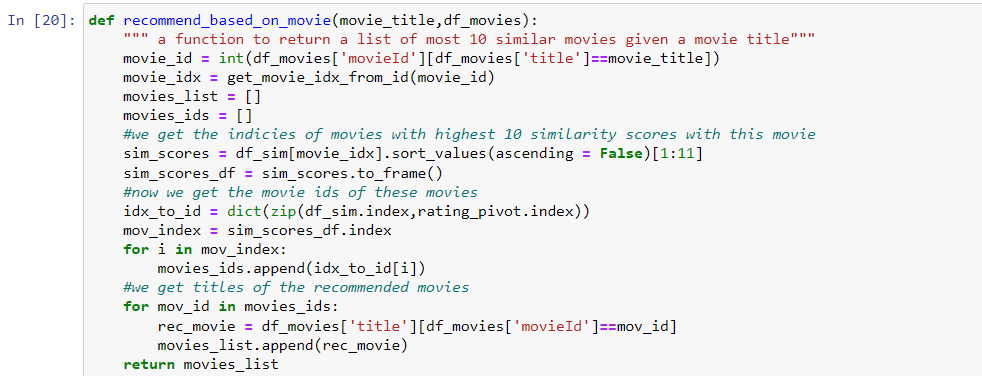 In [20]: def recommend_based_on_movie(movie_title,df_movies):
    """ a function to return a list of most 10 similar movies given a movie title"""
    movie_id = int(df_movies['movieId'][df_movies['title']==movie_title])
    movie_idx = get_movie_idx_from_id(movie_id)
    movies_list = []
    movies_ids = []
    #we get the indicies of movies with highest 10 similarity scores with this movie
    sim_scores = df_sim[movie_idx].sort_values(ascending = False)[1:11]
    sim_scores_df = sim_scores.to_frame()
    #now we get the movie ids of these movies
    idx_to_id = dict(zip(df_sim.index,rating_pivot.index))
    mov_index = sim_scores_df.index
    for i in mov_index:
        movies_ids.append(idx_to_id[i])
    #we get titles of the recommended movies
    for mov_id in movies_ids:
        rec_movie = df_movies['title'][df_movies['movieId']==mov_id]
        movies_list.append(rec_movie)
    return movies_list